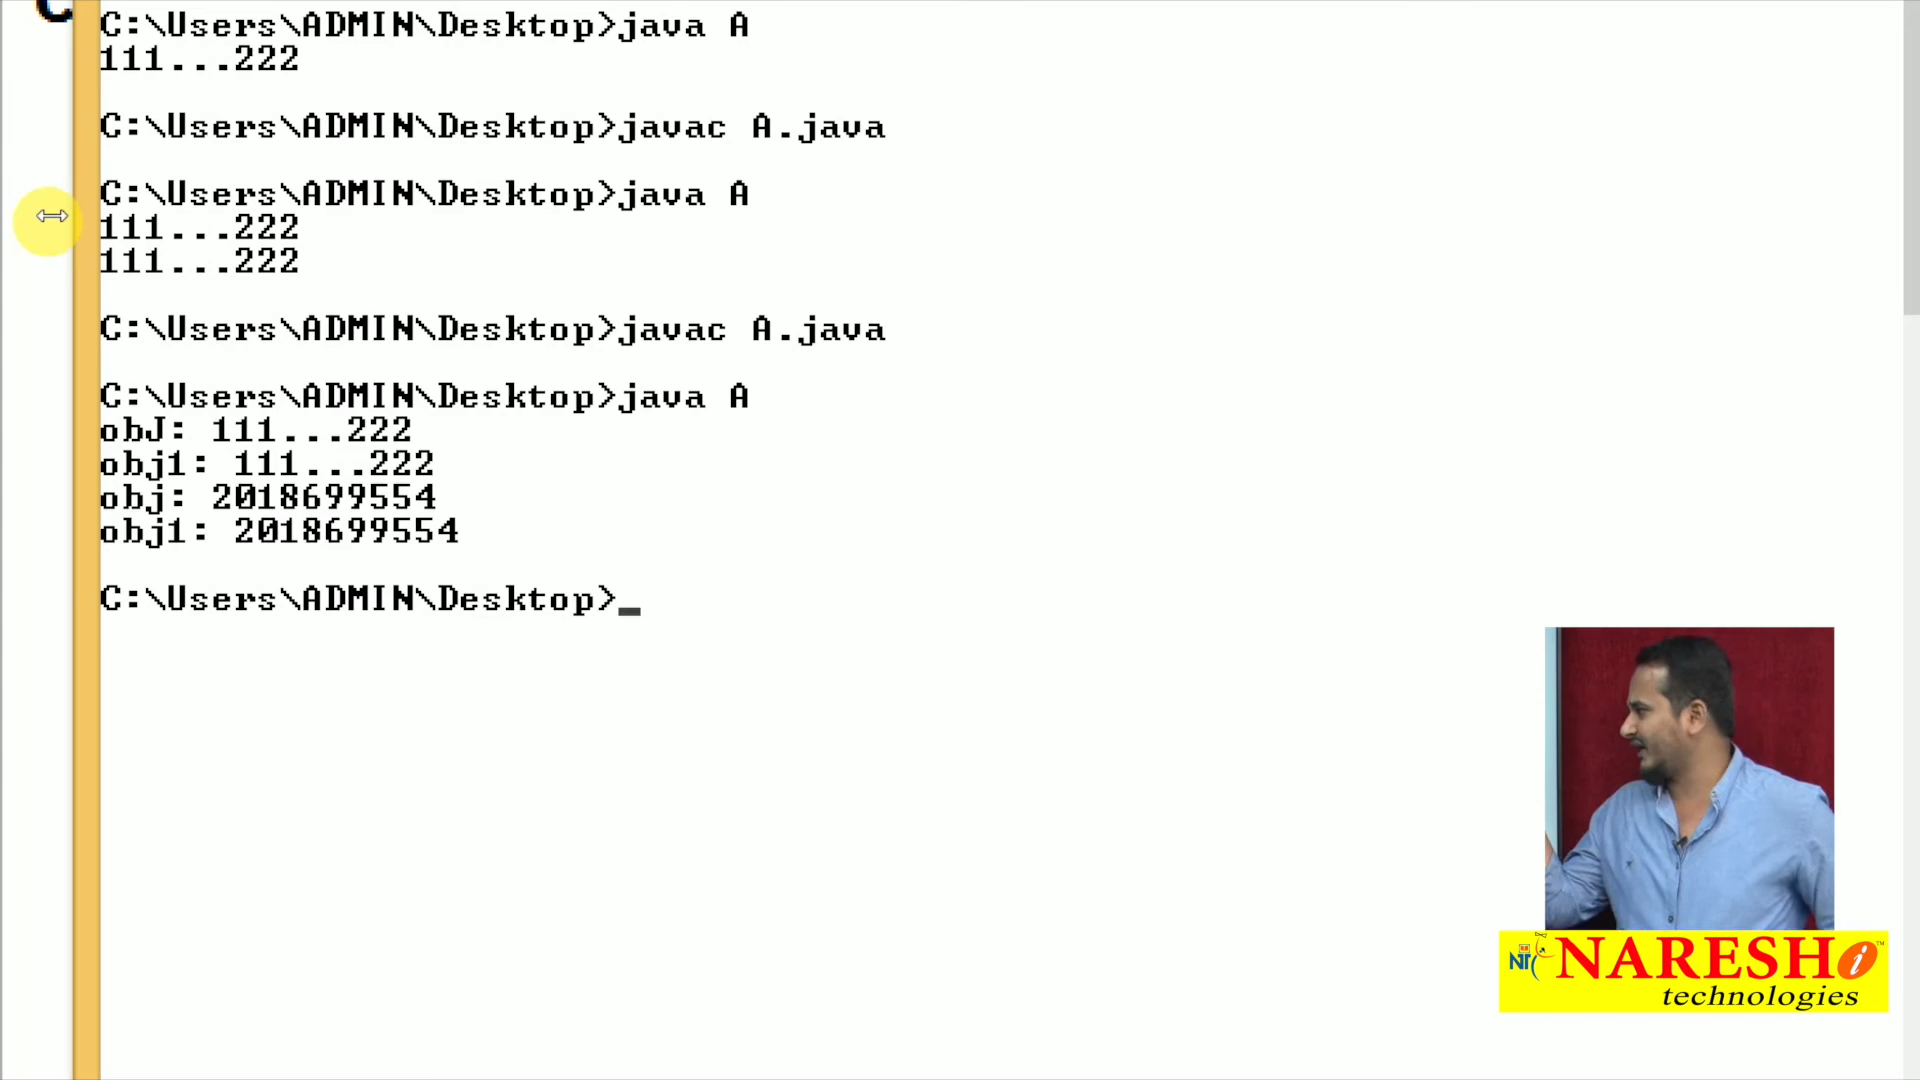 C:\Users\ADMIN\Desktop>java A
111...222
C:\Users\ADMIN\Desktop>javac A.java
C:\Users\ADMIN\Desktop>java A
111...222
111...222
C:\Users\ADMIN\Desktop>javac A.java
C:\Users\ADMIN\Desktop>java A
obJ: 111...222
obj1: 111...222
obj: 2018699554
obj1: 2018699554
C:\Users\ADMIN\Desktop>_
NT NARESH i ™
technologies